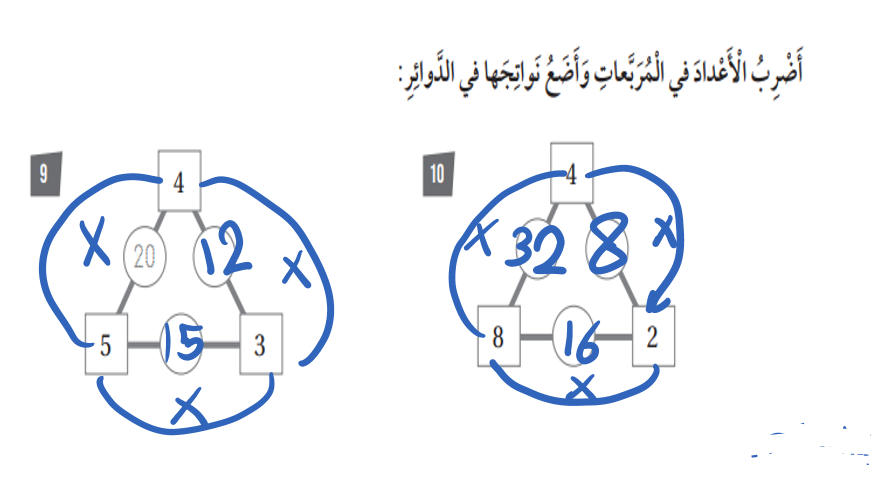 أَضْرِبُ الْأَعْدادَ في الْمُرَبَّعاتِ وَأَضَعُ نَواتِجَها في الدَّوائِرِ:
10
4
x 32 8 x
8 16 2
x
9
4
x 20 12 x
5 15 3
x